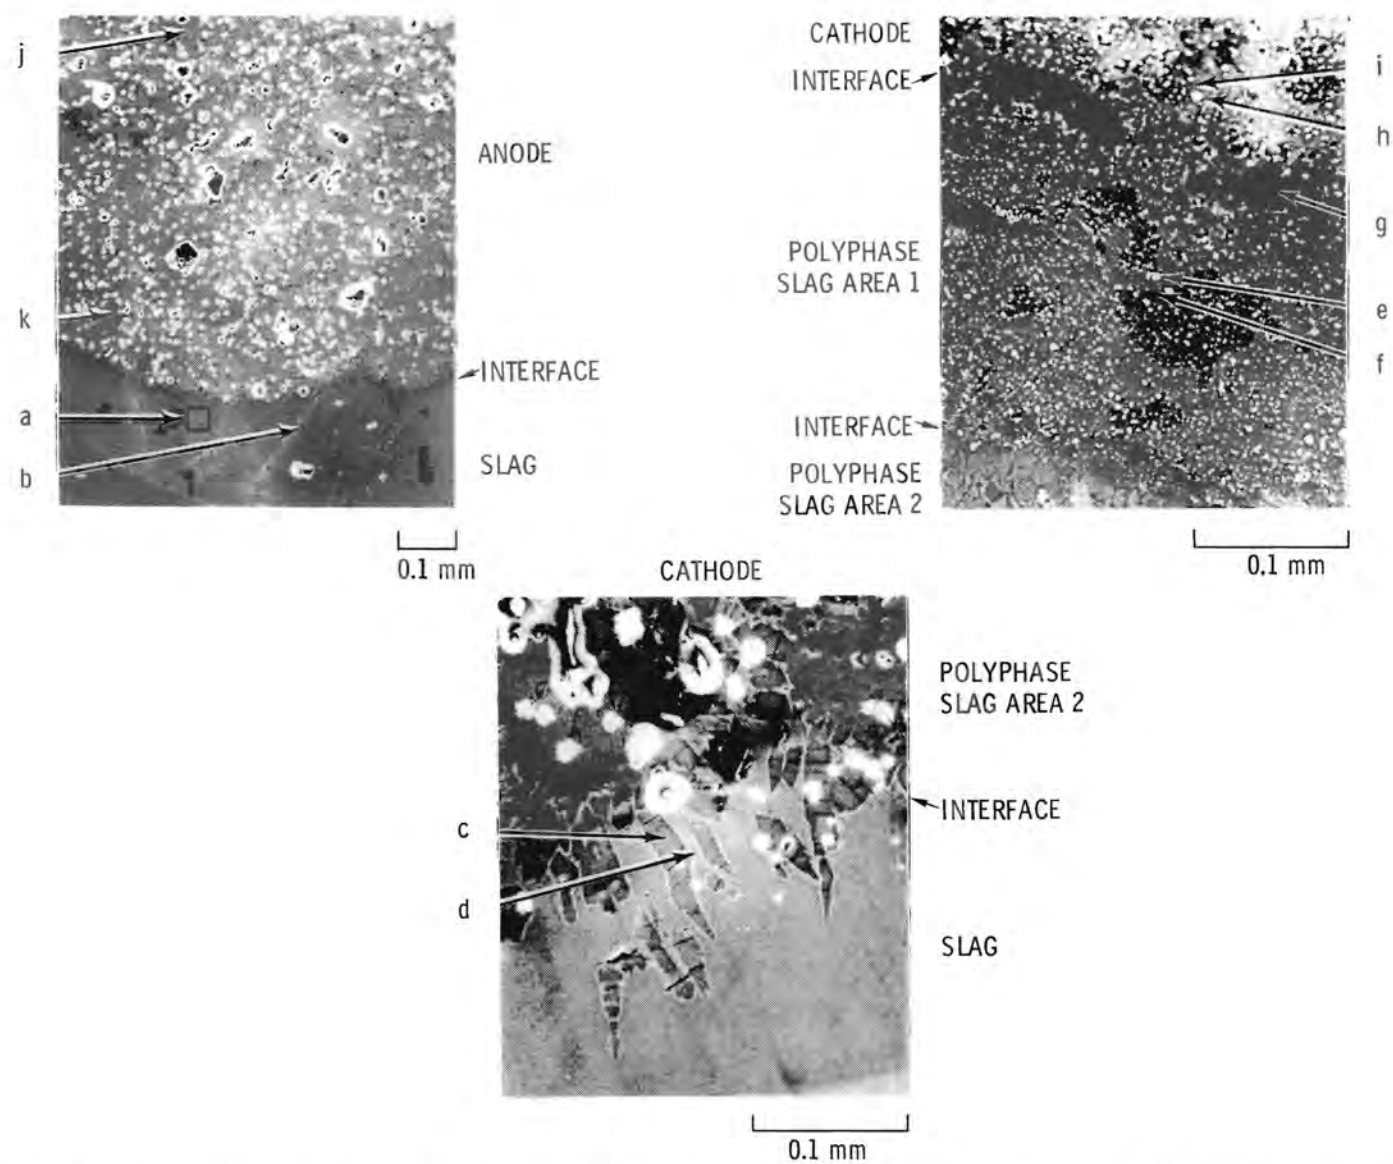 j
k
a
b
ANODE
INTERFACE
SLAG
0.1 mm
CATHODE
INTERFACE
POLYPHASE
SLAG AREA 1
INTERFACE
POLYPHASE
SLAG AREA 2
i
h
g
e
f
0.1 mm
CATHODE
c
d
POLYPHASE
SLAG AREA 2
INTERFACE
SLAG
0.1 mm